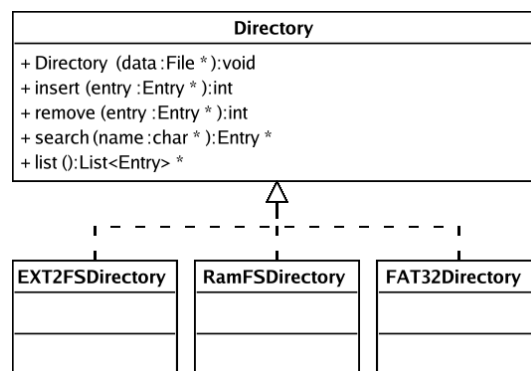 Directory
+ Directory (data :File * ):void
+ insert (entry :Entry * ):int
+ remove (entry :Entry * ):int
+ search (name :char * ):Entry *
+ list ():List<Entry> *
EXT2FSDirectory
RamFSDirectory
FAT32Directory